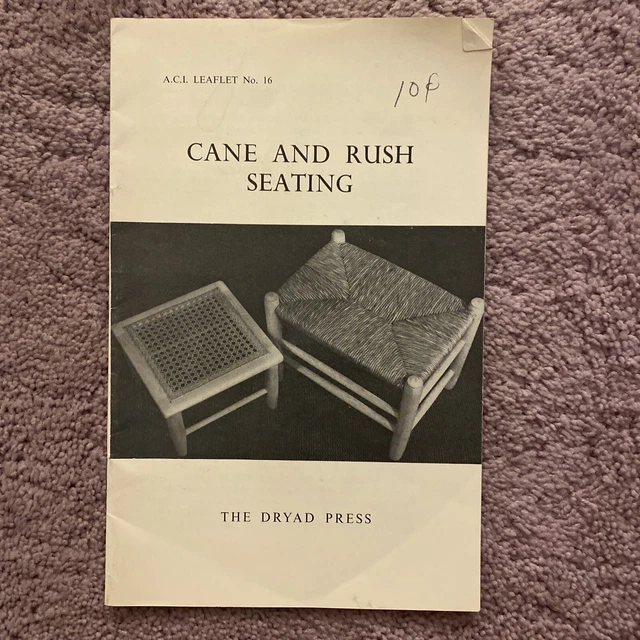 A.C.I. LEAFLET No. 16
10p
CANE AND RUSH
SEATING
THE DRYAD PRESS